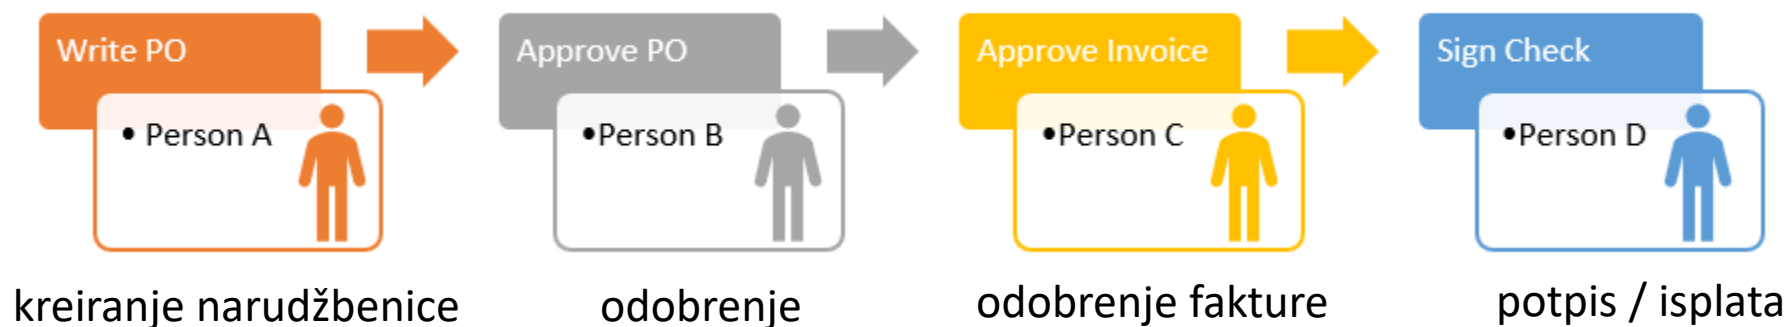 Write PO
• Person A
Approve PO
•Person B
Approve Invoice
•Person C
Sign Check
•Person D
kreiranje narudžbenice
odobrenje
odobrenje fakture
potpis / isplata